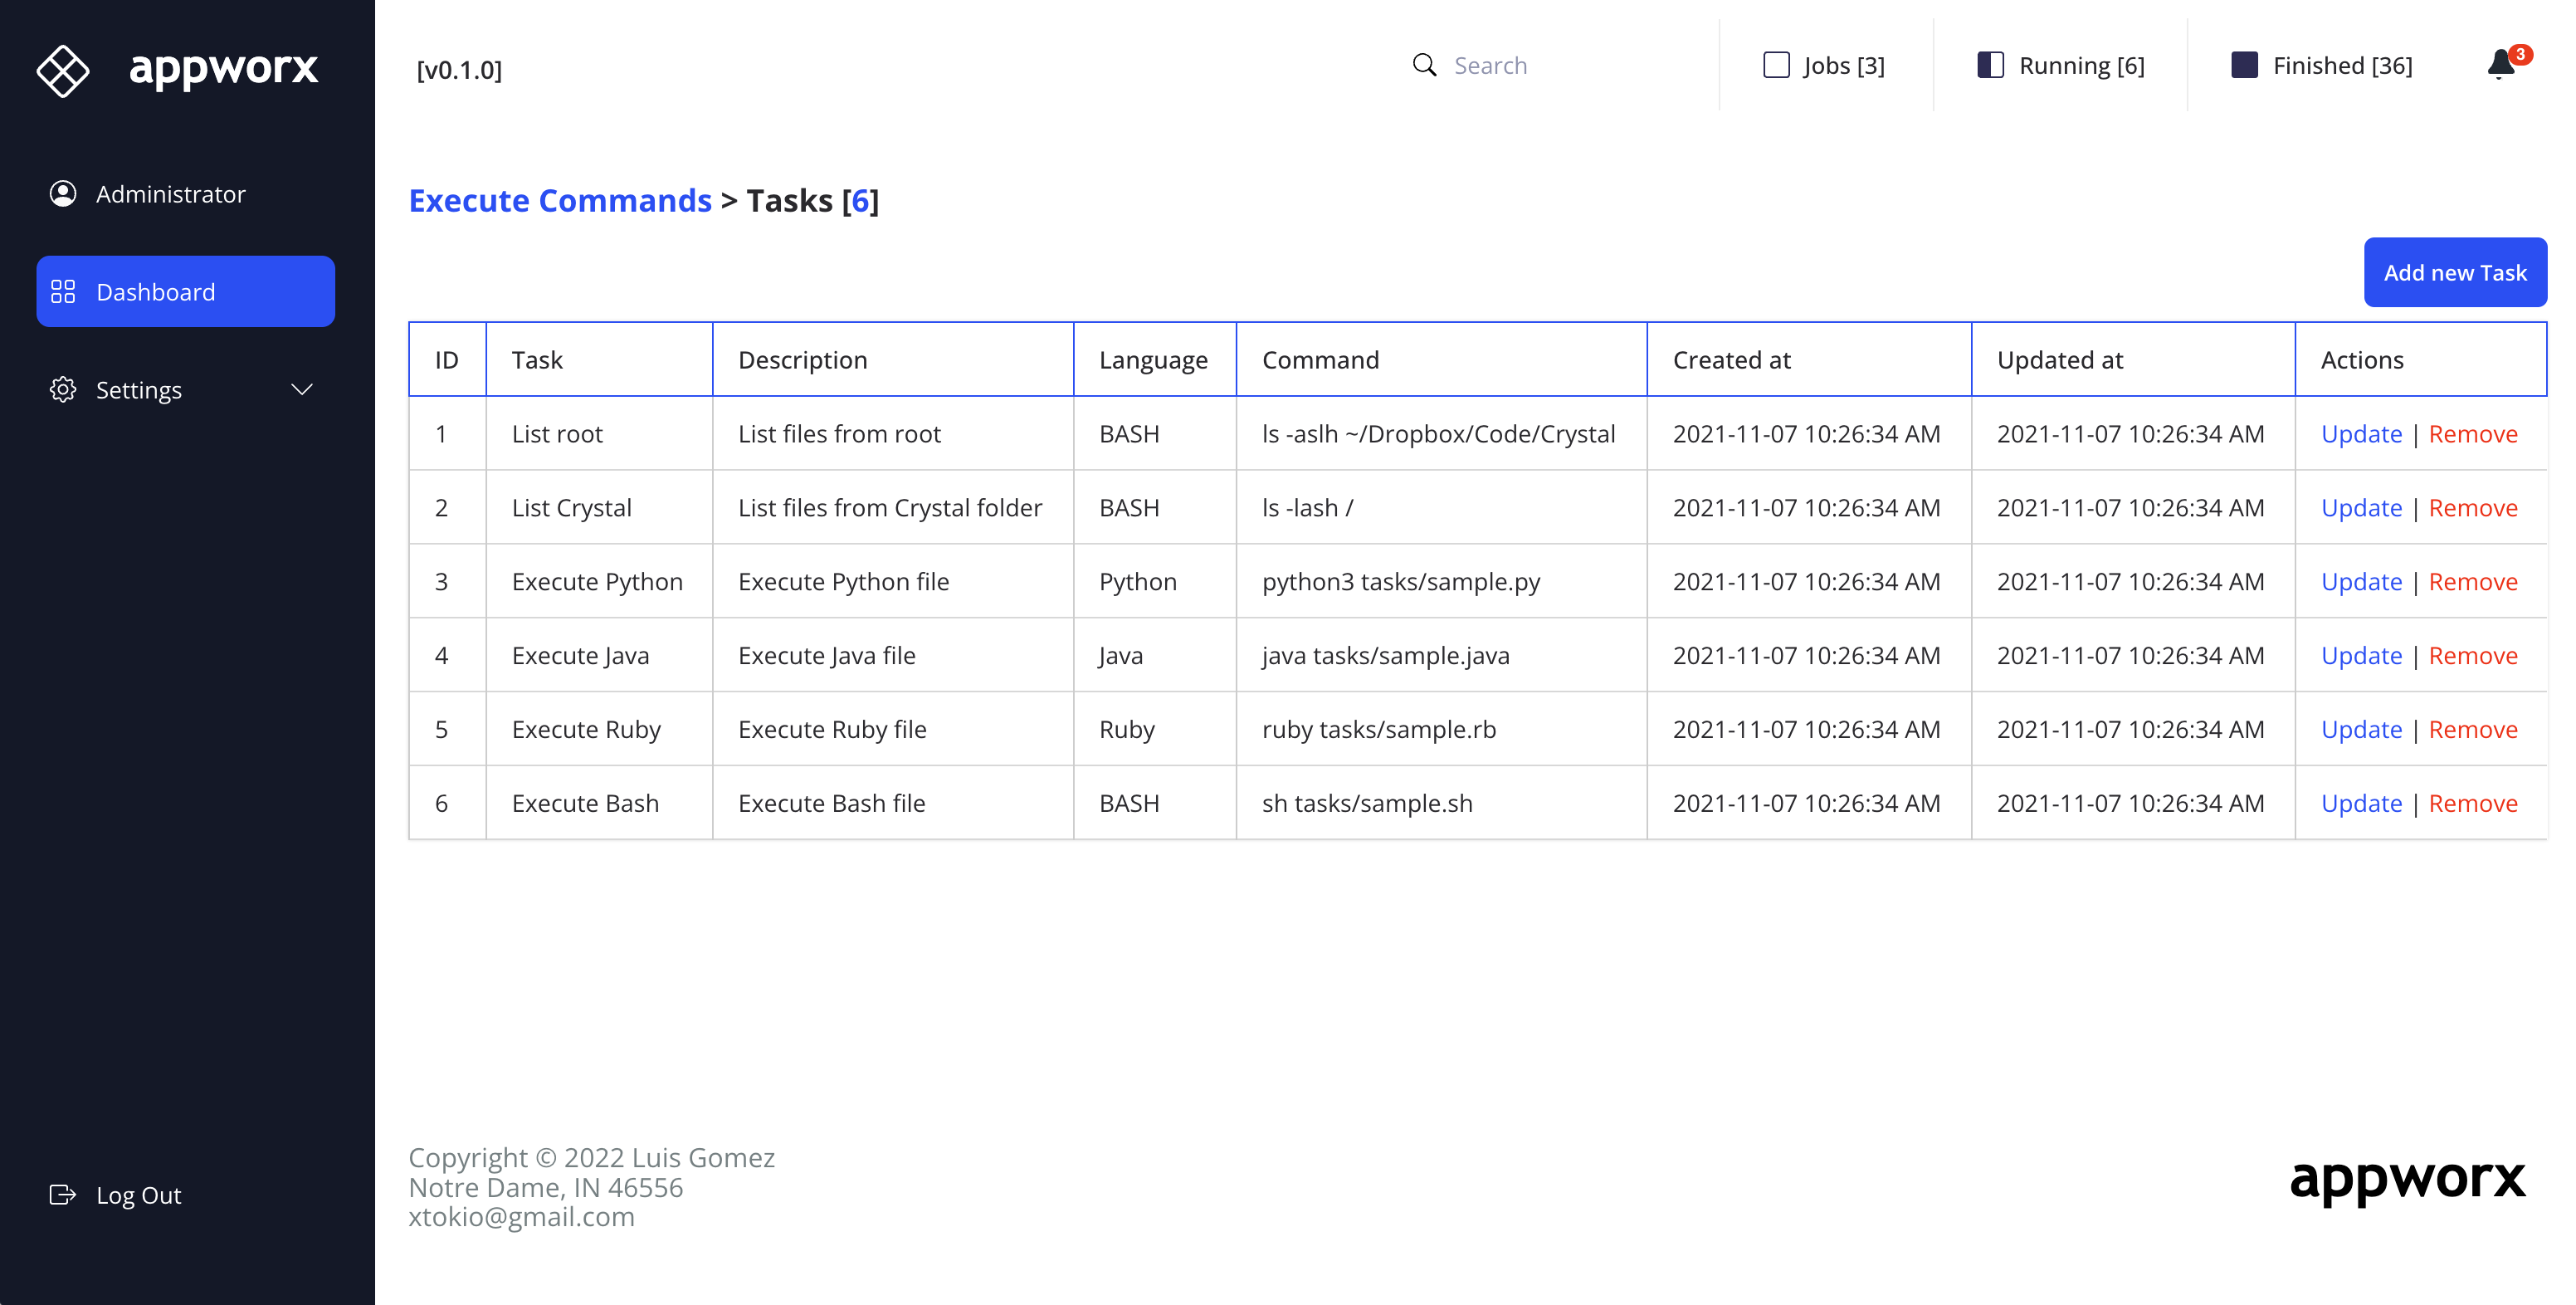 appworx
Administrator
Dashboard
Settings
Log Out
[v0.1.0]
Search
Jobs [3]
Running [6]
Finished [36]
3
Execute Commands > Tasks [6]
Add new Task
ID Task Description Language Command Created at Updated at Actions
1 List root List files from root BASH ls -aslh ~/Dropbox/Code/Crystal 2021-11-07 10:26:34 AM 2021-11-07 10:26:34 AM Update | Remove
2 List Crystal List files from Crystal folder BASH ls -lash / 2021-11-07 10:26:34 AM 2021-11-07 10:26:34 AM Update | Remove
3 Execute Python Execute Python file Python python3 tasks/sample.py 2021-11-07 10:26:34 AM 2021-11-07 10:26:34 AM Update | Remove
4 Execute Java Execute Java file Java java tasks/sample.java 2021-11-07 10:26:34 AM 2021-11-07 10:26:34 AM Update | Remove
5 Execute Ruby Execute Ruby file Ruby ruby tasks/sample.rb 2021-11-07 10:26:34 AM 2021-11-07 10:26:34 AM Update | Remove
6 Execute Bash Execute Bash file BASH sh tasks/sample.sh 2021-11-07 10:26:34 AM 2021-11-07 10:26:34 AM Update | Remove
Copyright © 2022 Luis Gomez
Notre Dame, IN 46556
xtokio@gmail.com
appworx